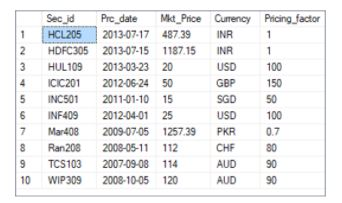 Sec_id Prc_date Mkt_Price Currency Pricing_factor
1 HCL205 2013-07-17 487.39 INR 1
2 HDFC305 2013-07-15 1187.15 INR 1
3 HUL109 2013-03-23 20 USD 100
4 ICIC201 2012-06-24 50 GBP 150
5 INC501 2011-01-10 15 SGD 50
6 INF409 2012-04-01 25 USD 100
7 Mar408 2009-07-05 1257.39 PKR 0.7
8 Ran208 2008-05-11 112 CHF 80
9 TCS103 2007-09-08 114 AUD 90
10 WIP309 2008-10-05 120 AUD 90